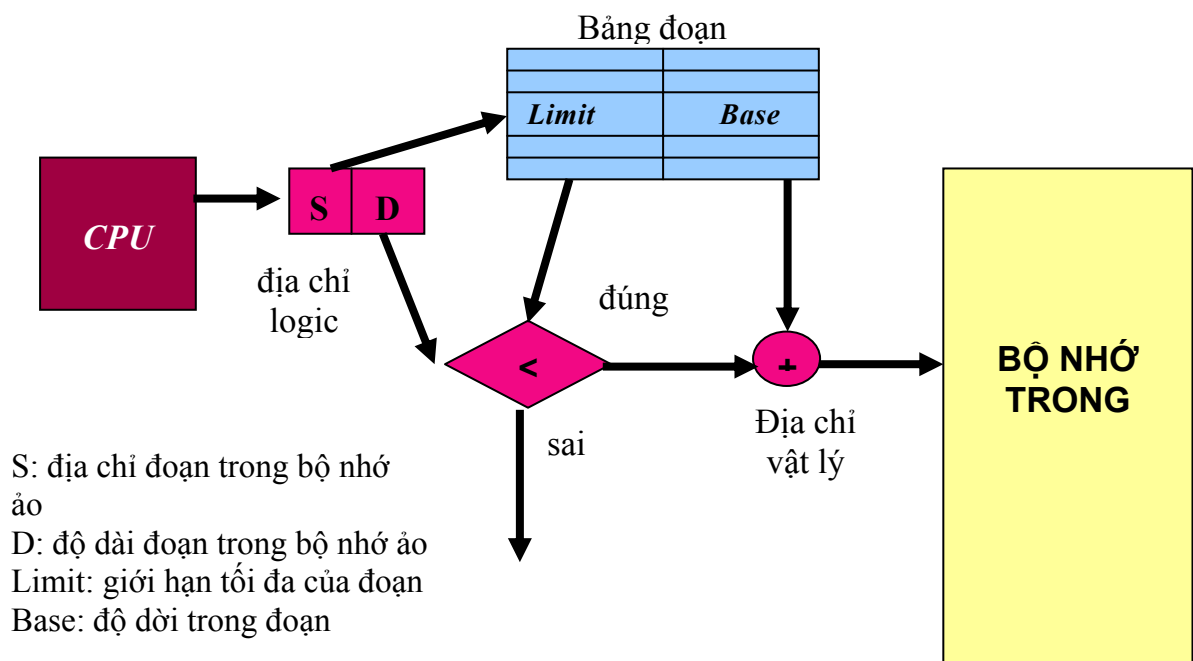 Bảng đoạn
Limit Base
CPU
S D
địa chỉ
logic
đúng
<
+
sai
Địa chỉ
vật lý
BỘ NHỚ
TRONG
S: địa chỉ đoạn trong bộ nhớ
ảo
D: độ dài đoạn trong bộ nhớ ảo
Limit: giới hạn tối đa của đoạn
Base: độ dời trong đoạn